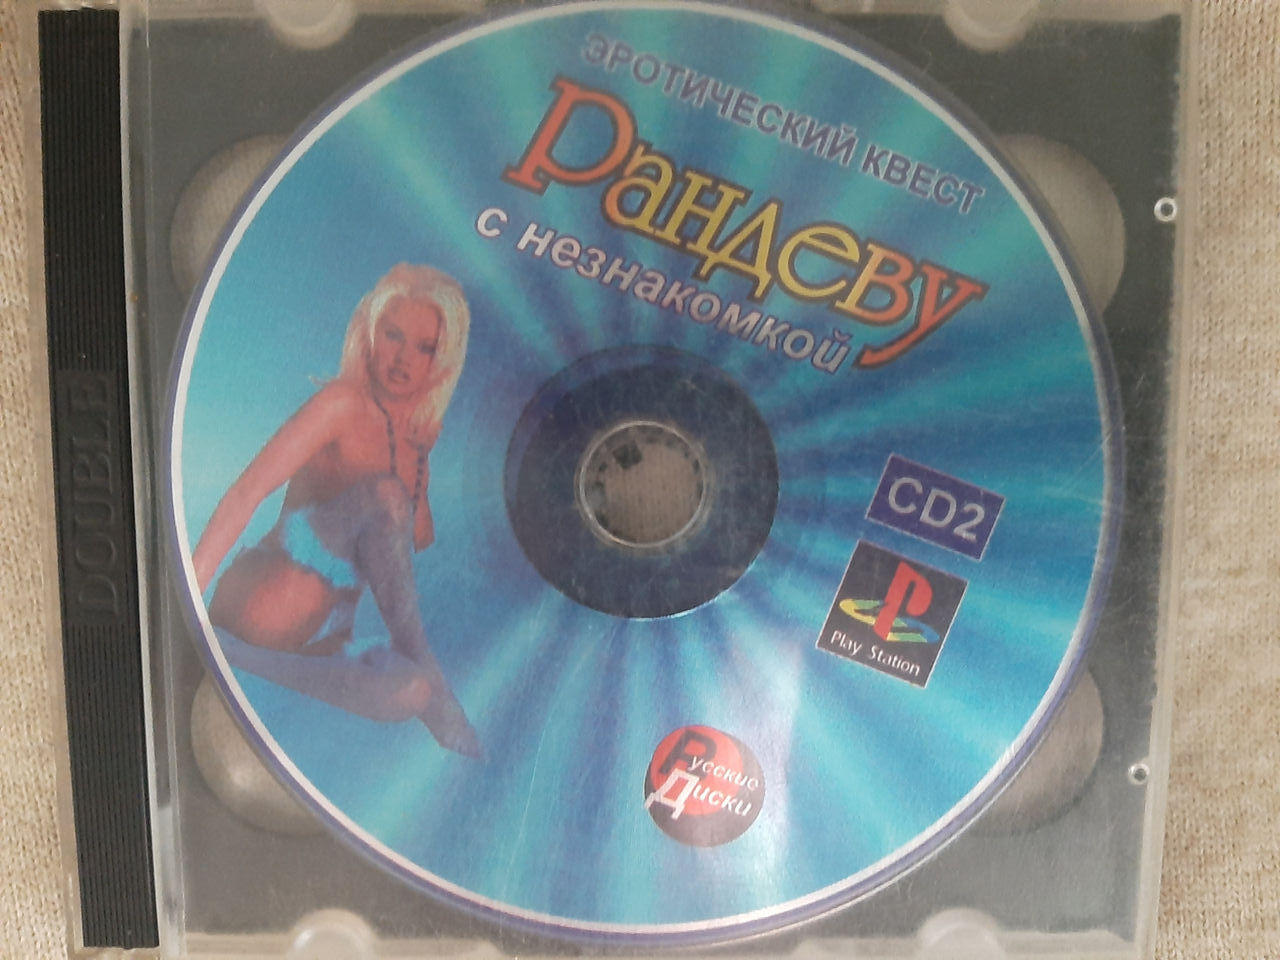 ЭРОТИЧЕСКИЙ КВЕСТ
Рандеву
с незнакомкой
DOUBLE
CD2
Play Station
Русские
Диски